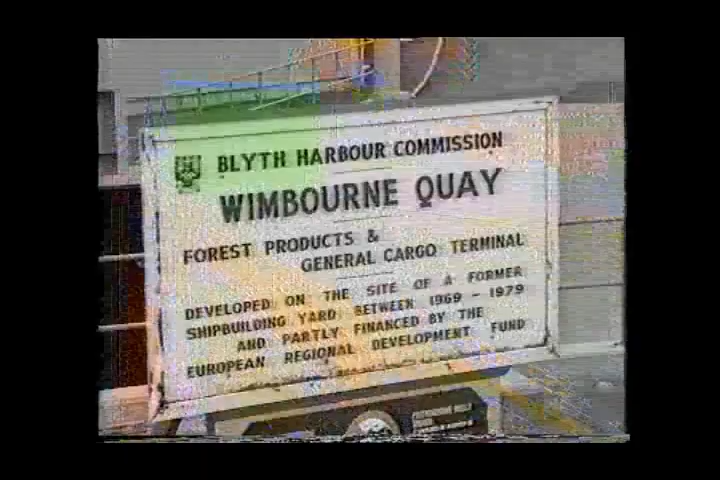 BLYTH HARBOUR COMMISSION
WIMBOURNE QUAY
FOREST PRODUCTS &
GENERAL CARGO TERMINAL
DEVELOPED ON THE SITE OF A FORMER
SHIPBUILDING YARD BETWEEN 1969 - 1979
AND PARTLY FINANCED BY THE
EUROPEAN REGIONAL DEVELOPMENT FUND